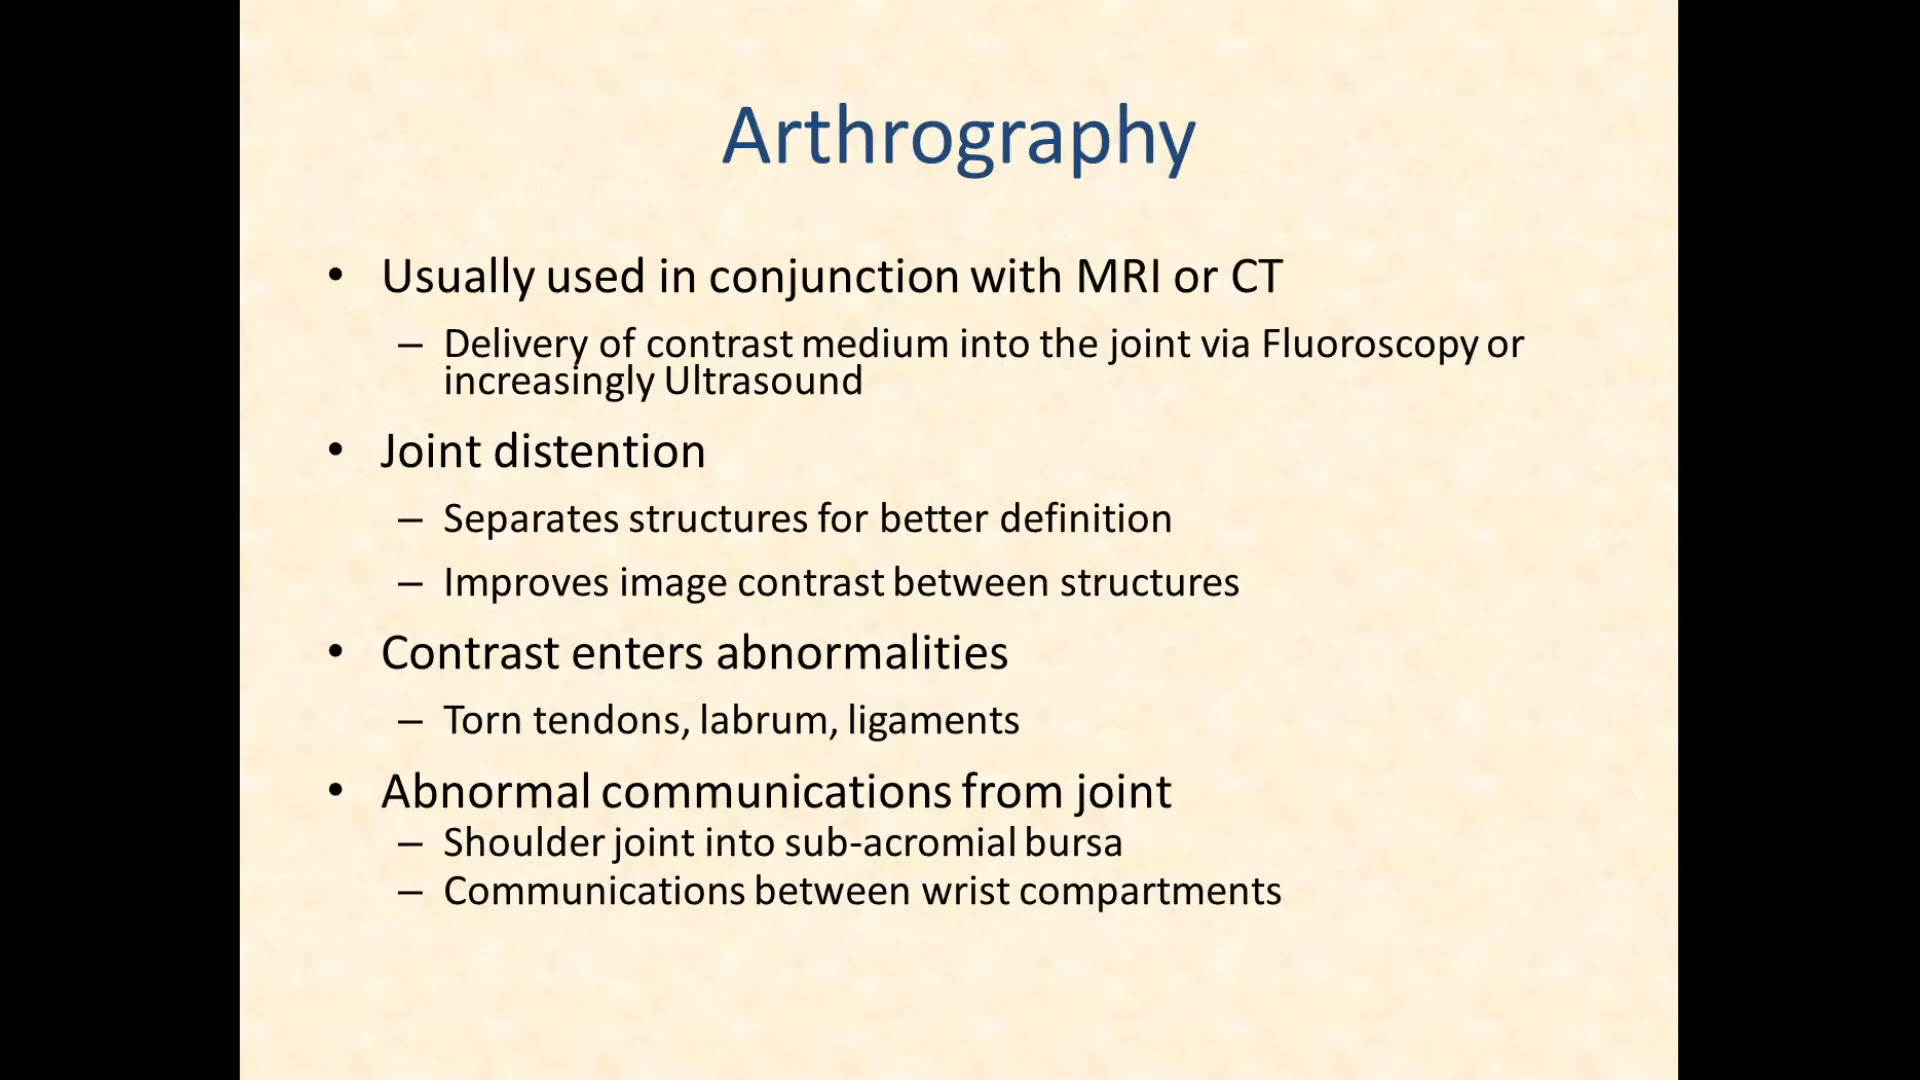 Arthrography
• Usually used in conjunction with MRI or CT
– Delivery of contrast medium into the joint via Fluoroscopy or
increasingly Ultrasound
• Joint distention
– Separates structures for better definition
– Improves image contrast between structures
• Contrast enters abnormalities
– Torn tendons, labrum, ligaments
• Abnormal communications from joint
– Shoulder joint into sub-acromial bursa
– Communications between wrist compartments